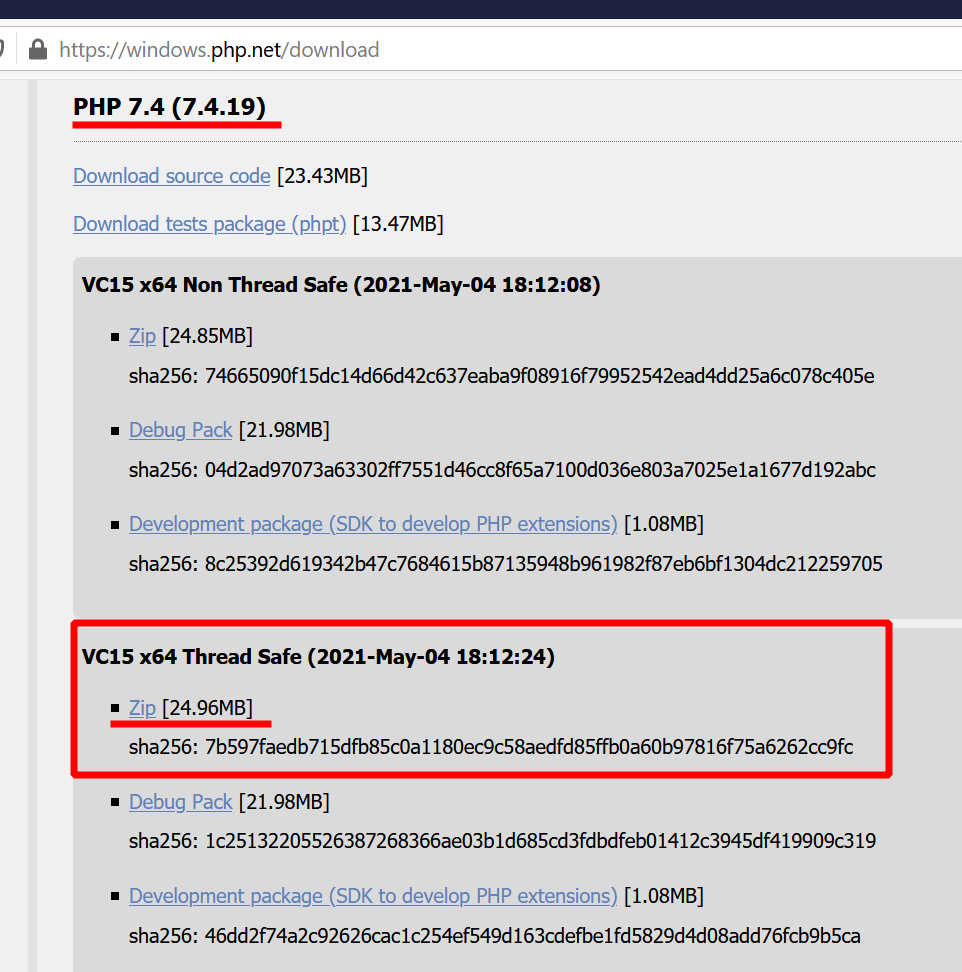 https://windows.php.net/download
PHP 7.4 (7.4.19)
Download source code [23.43MB]
Download tests package (phpt) [13.47MB]
VC15 x64 Non Thread Safe (2021-May-04 18:12:08)
Zip [24.85MB]
sha256: 74665090f15dc14d66d42c637eaba9f08916f79952542ead4dd25a6c078c405e
Debug Pack [21.98MB]
sha256: 04d2ad97073a63302ff7551d46cc8f65a7100d036e803a7025e1a1677d192abc
Development package (SDK to develop PHP extensions) [1.08MB]
sha256: 8c25392d619342b47c7684615b87135948b961982f87eb6bf1304dc212259705
VC15 x64 Thread Safe (2021-May-04 18:12:24)
Zip [24.96MB]
sha256: 7b597faedb715dfb85c0a1180ec9c58aedfd85ffb0a60b97816f75a6262cc9fc
Debug Pack [21.98MB]
sha256: 1c25132205526387268366ae03b1d685cd3fdbdfeb01412c3945df419909c319
Development package (SDK to develop PHP extensions) [1.08MB]
sha256: 46dd2f74a2c92626cac1c254ef549d163cdefbe1fd5829d4d08add76fcb9b5ca